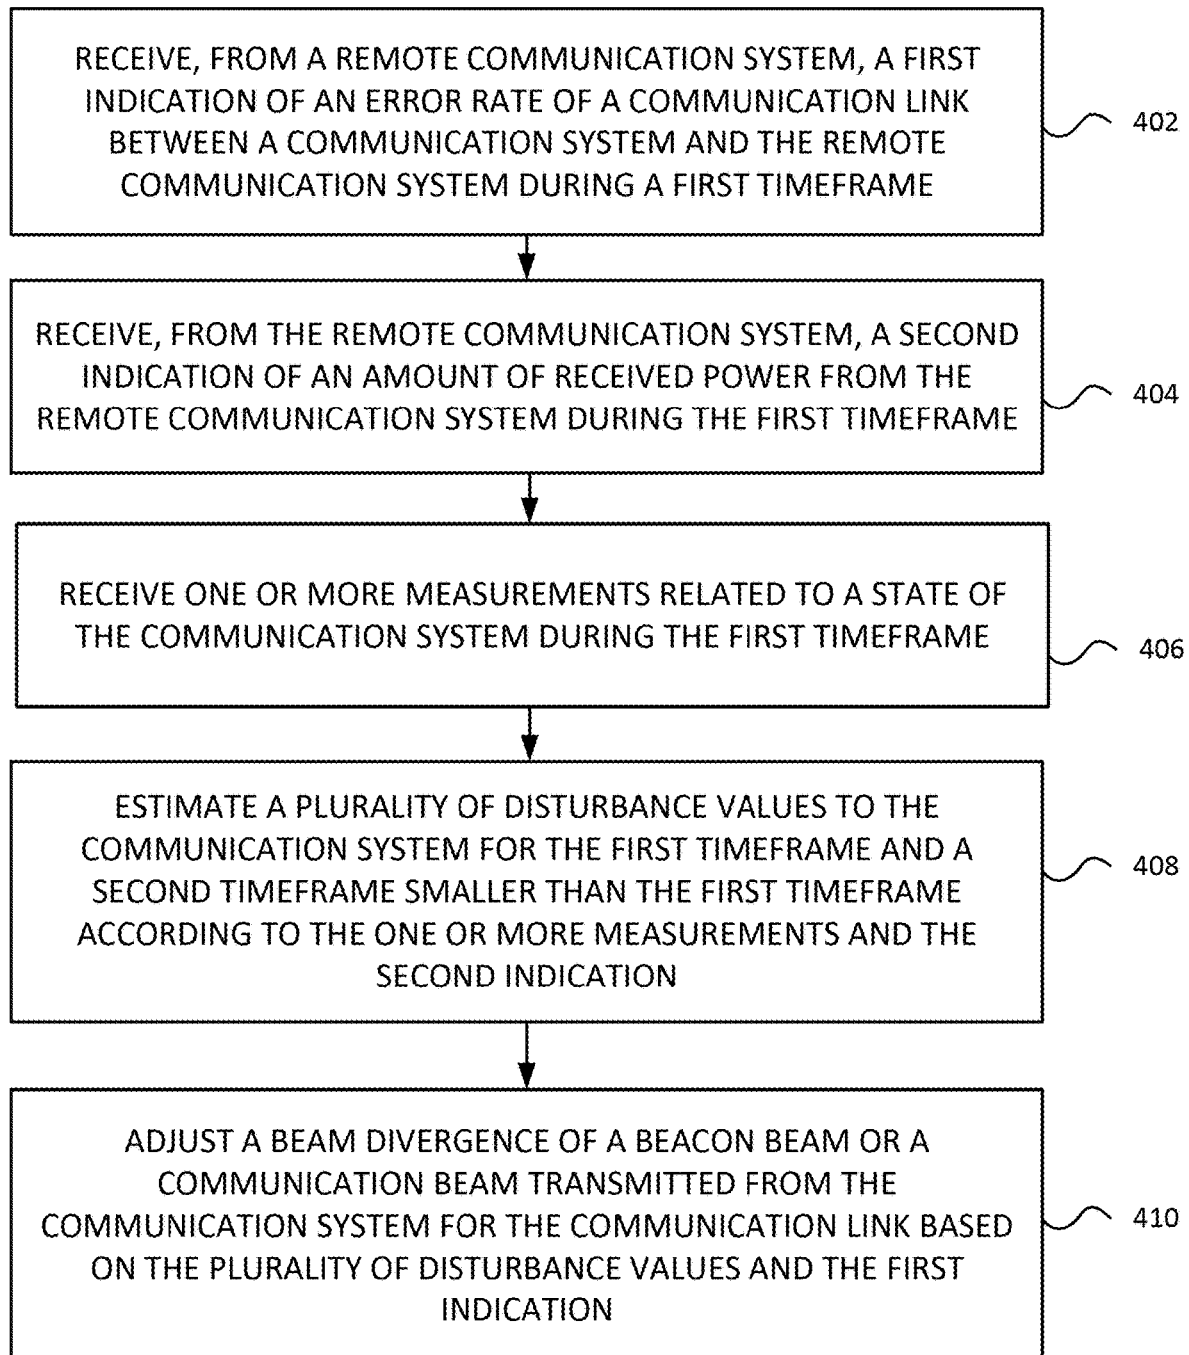 RECEIVE, FROM A REMOTE COMMUNICATION SYSTEM, A FIRST
INDICATION OF AN ERROR RATE OF A COMMUNICATION LINK
BETWEEN A COMMUNICATION SYSTEM AND THE REMOTE
COMMUNICATION SYSTEM DURING A FIRST TIMEFRAME
402
RECEIVE, FROM THE REMOTE COMMUNICATION SYSTEM, A SECOND
INDICATION OF AN AMOUNT OF RECEIVED POWER FROM THE
REMOTE COMMUNICATION SYSTEM DURING THE FIRST TIMEFRAME
404
RECEIVE ONE OR MORE MEASUREMENTS RELATED TO A STATE OF
THE COMMUNICATION SYSTEM DURING THE FIRST TIMEFRAME
406
ESTIMATE A PLURALITY OF DISTURBANCE VALUES TO THE
COMMUNICATION SYSTEM FOR THE FIRST TIMEFRAME AND A
SECOND TIMEFRAME SMALLER THAN THE FIRST TIMEFRAME
ACCORDING TO THE ONE OR MORE MEASUREMENTS AND THE
SECOND INDICATION
408
ADJUST A BEAM DIVERGENCE OF A BEACON BEAM OR A
COMMUNICATION BEAM TRANSMITTED FROM THE
COMMUNICATION SYSTEM FOR THE COMMUNICATION LINK BASED
ON THE PLURALITY OF DISTURBANCE VALUES AND THE FIRST
INDICATION
410